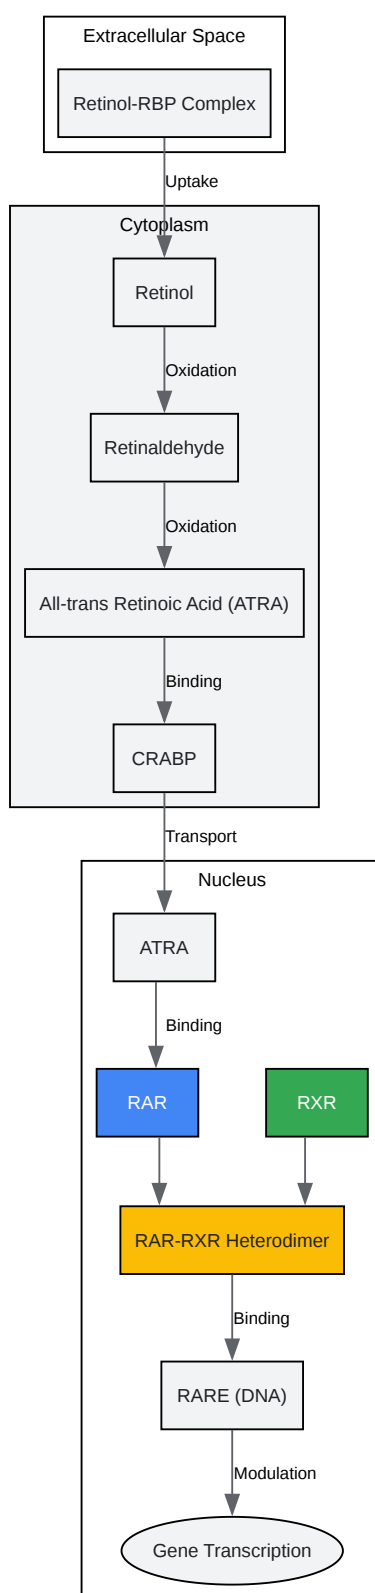 Extracellular Space
Retinol-RBP Complex
Uptake
Cytoplasm
Retinol
Oxidation
Retinaldehyde
Oxidation
All-trans Retinoic Acid (ATRA)
Binding
CRABP
Transport
Nucleus
ATRA
Binding
RAR
RXR
RAR-RXR Heterodimer
Binding
RARE (DNA)
Modulation
Gene Transcription